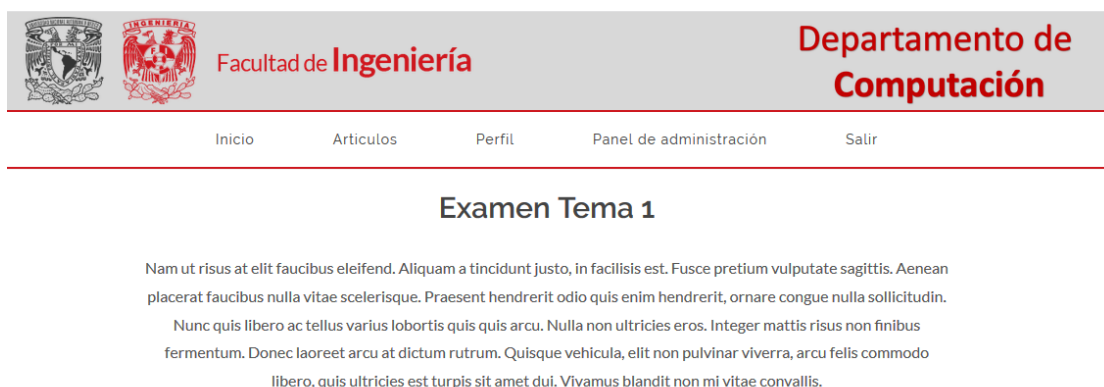 INGENIERIA
Facultad de Ingeniería
Departamento de
Computación
Inicio Articulos Perfil Panel de administración Salir
Examen Tema 1
Nam ut risus at elit faucibus eleifend. Aliquam a tincidunt justo, in facilisis est. Fusce pretium vulputate sagittis. Aenean
placerat faucibus nulla vitae scelerisque. Praesent hendrerit odio quis enim hendrerit, ornare congue nulla sollicitudin.
Nunc quis libero ac tellus varius lobortis quis quis arcu. Nulla non ultricies eros. Integer mattis risus non finibus
fermentum. Donec laoreet arcu at dictum rutrum. Quisque vehicula, elit non pulvinar viverra, arcu felis commodo
libero, quis ultricies est turpis sit amet dui. Vivamus blandit non mi vitae convallis.